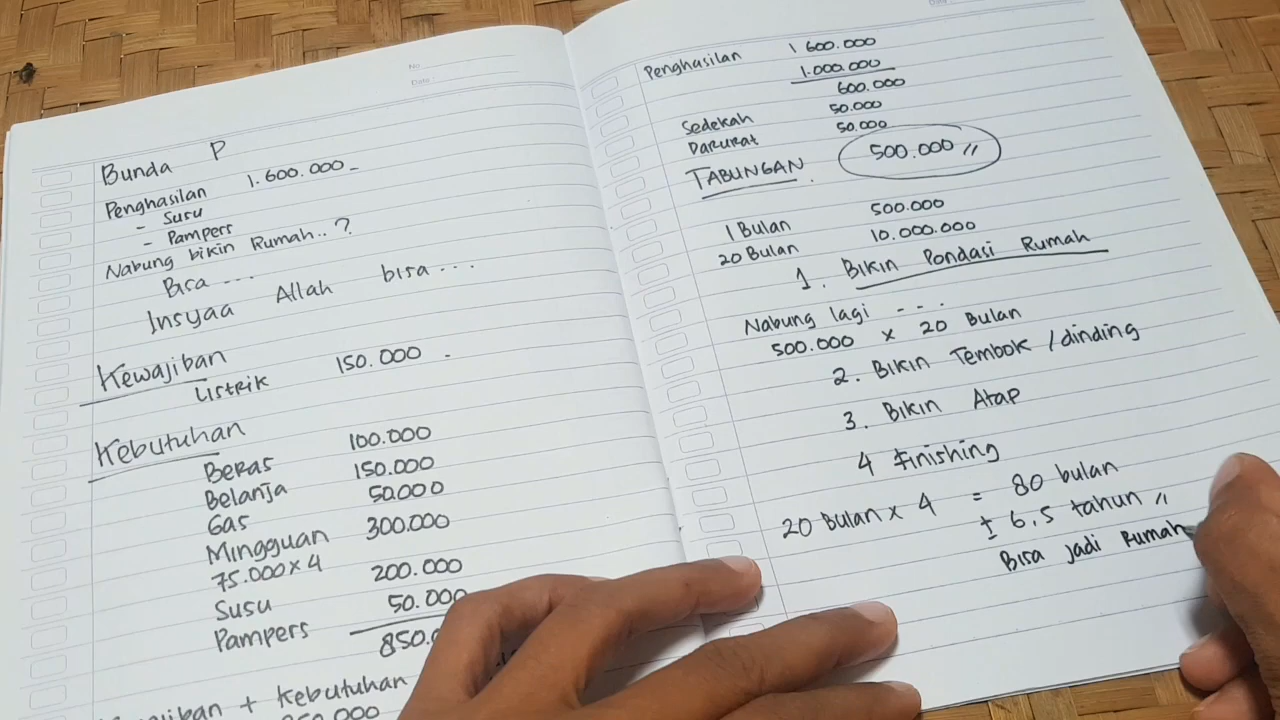 No
Date
Bunda P
Penghasilan 1.600.000 -
- Susu
- Pampers
Nabung bikin Rumah..?
Bisa ...
Insyaa Allah bisa ...
Kewajiban
Listrik 150.000 -
Kebutuhan
Beras 100.000
Belanja 150.000
Gas 50.000
Mingguan 300.000
75.000 x 4
Susu 200.000
Pampers 50.000
850.
+ Kebutuhan
Date
Penghasilan 1 600.000
1.000.000
600.000
Sedekah 50.000
Darurat 50.000
TABUNGAN. 500.000 //
1 Bulan 500.000
20 Bulan 10.000.000
1. Bikin Pondasi Rumah
Nabung lagi - - -
500.000 x 20 Bulan
2. Bikin Tembok / dinding
3. Bikin Atap
4 Finishing
20 Bulan x 4 = 80 bulan
± 6,5 tahun //
Bisa jadi Rumah